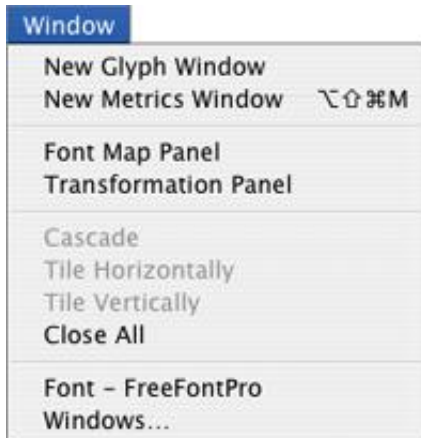 Window
New Glyph Window
New Metrics Window ⌥⇧⌘M
Font Map Panel
Transformation Panel
Cascade
Tile Horizontally
Tile Vertically
Close All
Font – FreeFontPro
Windows...